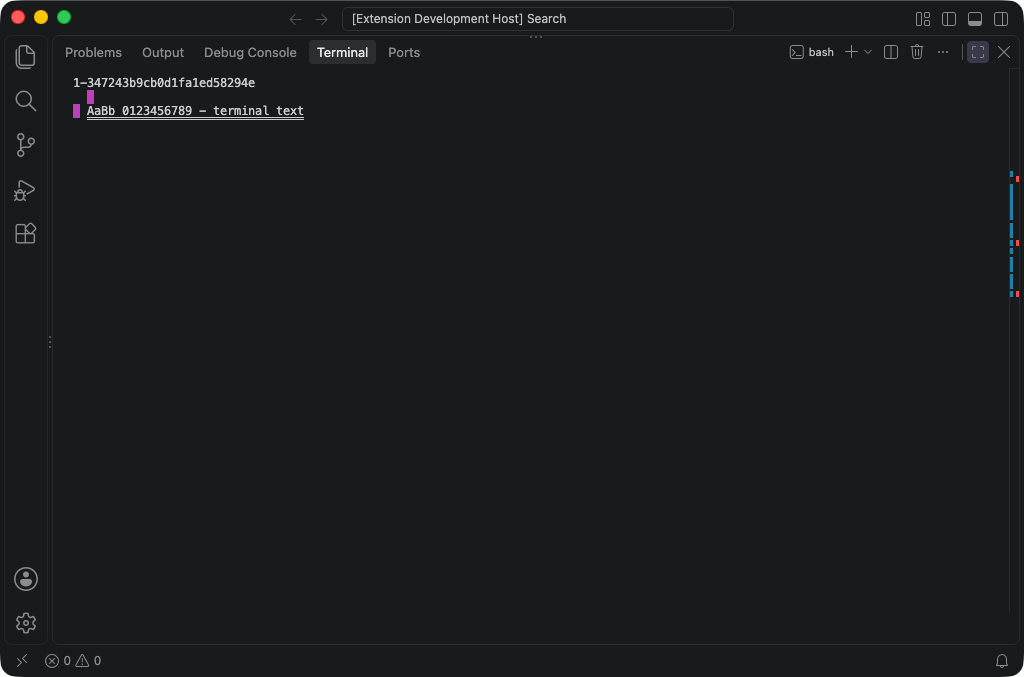 [Extension Development Host] Search
Problems Output Debug Console Terminal Ports bash
1-347243b9cb0d1fa1ed58294e
AaBb 0123456789 - terminal text
0 0